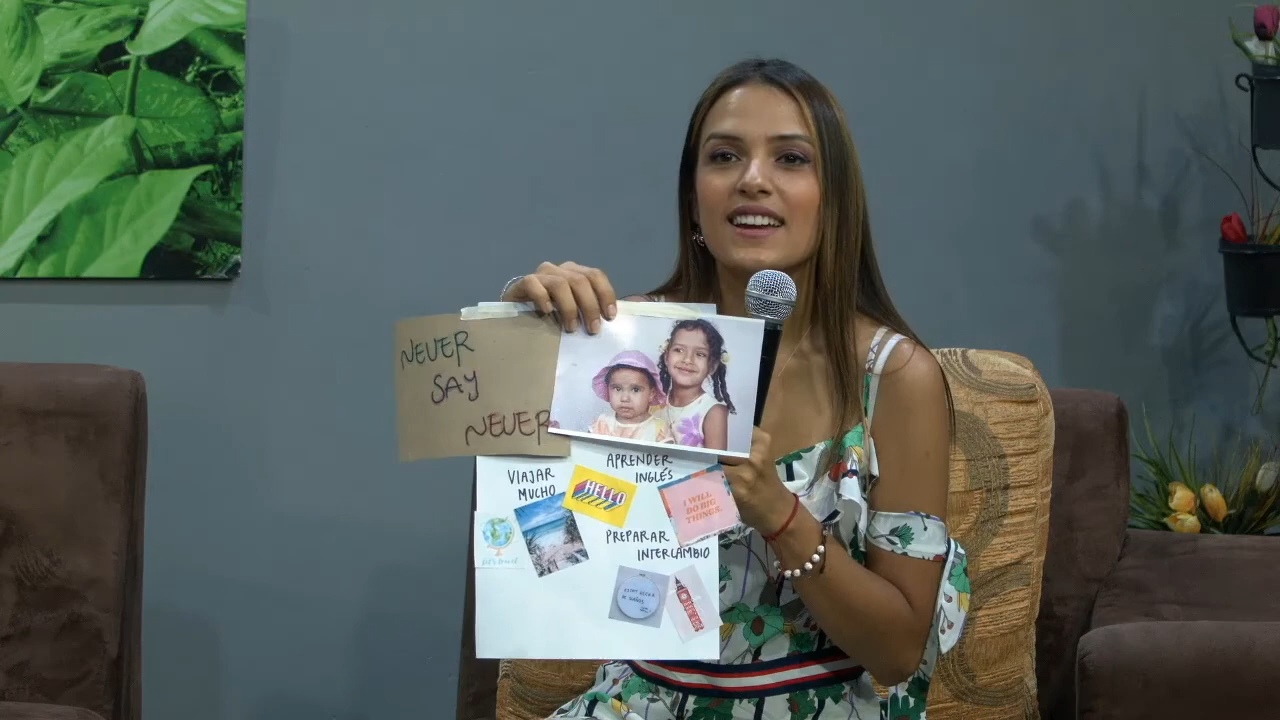 NEVER
SAY
NEVER
VIAJAR
MUCHO
APRENDER
INGLÉS
HELLO
I WILL
DO BIG
THINGS.
PREPARAR
INTERCAMBIO